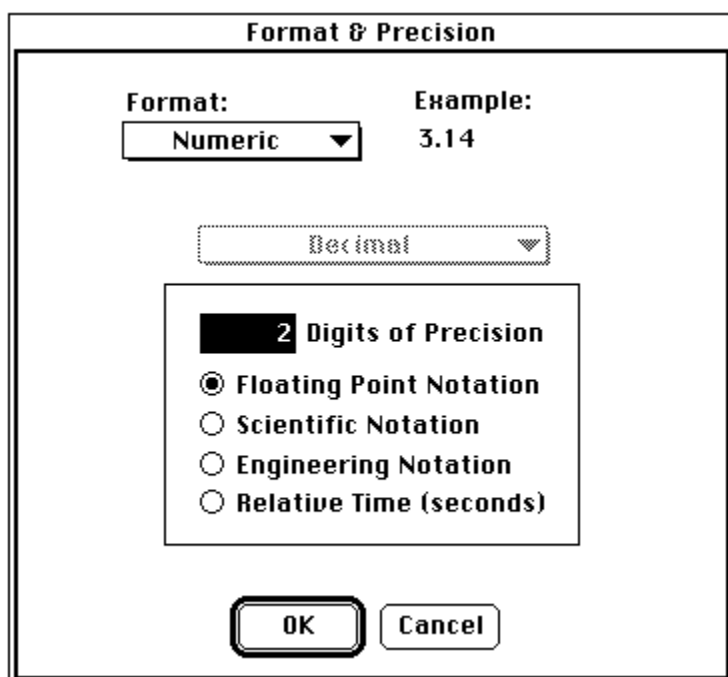 Format & Precision
Format: Example:
Numeric 3.14
Decimal
2 Digits of Precision
Floating Point Notation
Scientific Notation
Engineering Notation
Relative Time (seconds)
OK Cancel